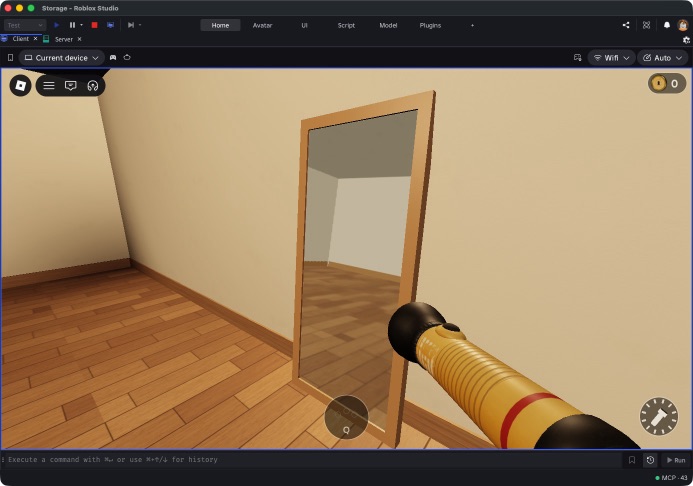 Storage - Roblox Studio
Test
Home
Avatar
UI
Script
Model
Plugins
Client
Server
Current device
Wifi
Auto
0
Q
Execute a command with ⌘↵ or use ⌘+↑/↓ for history
Run
MCP · 43